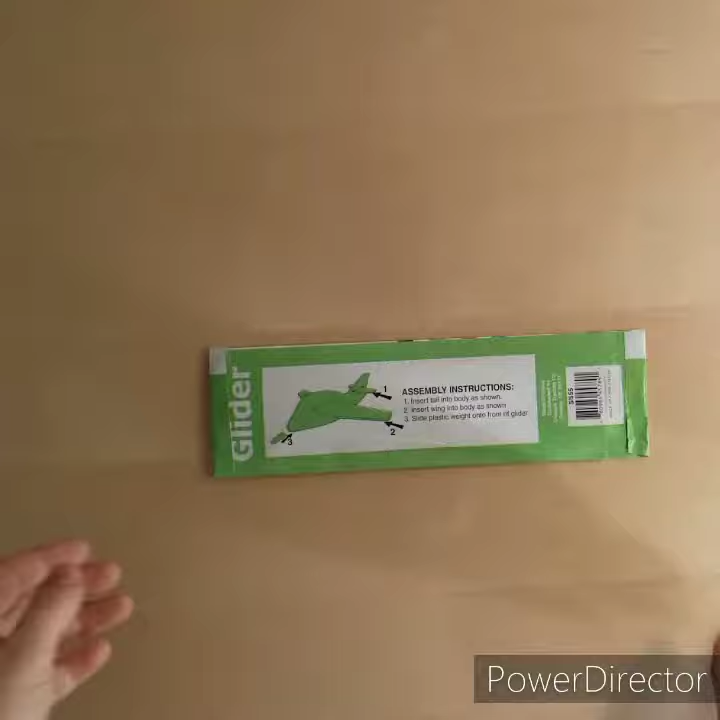 Glider
ASSEMBLY INSTRUCTIONS:
1. Insert tail into body as shown.
2. Insert wing into body as shown
3. Slide plastic weight onto front of glider
1
2
3
PowerDirector